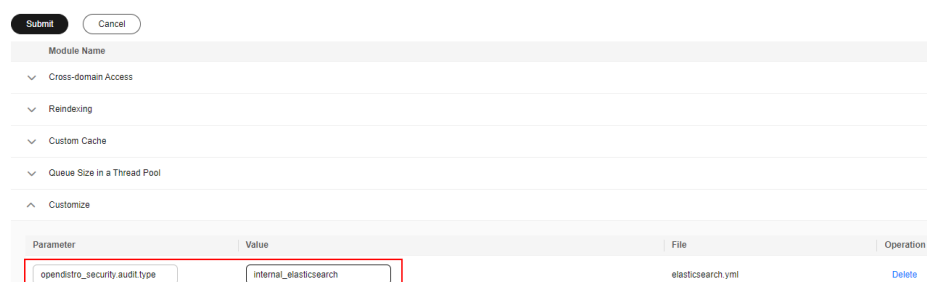 Submit Cancel
Module Name
Cross-domain Access
Reindexing
Custom Cache
Queue Size in a Thread Pool
Customize
Parameter Value File Operation
opendistro_security.audit.type internal_elasticsearch elasticsearch.yml Delete